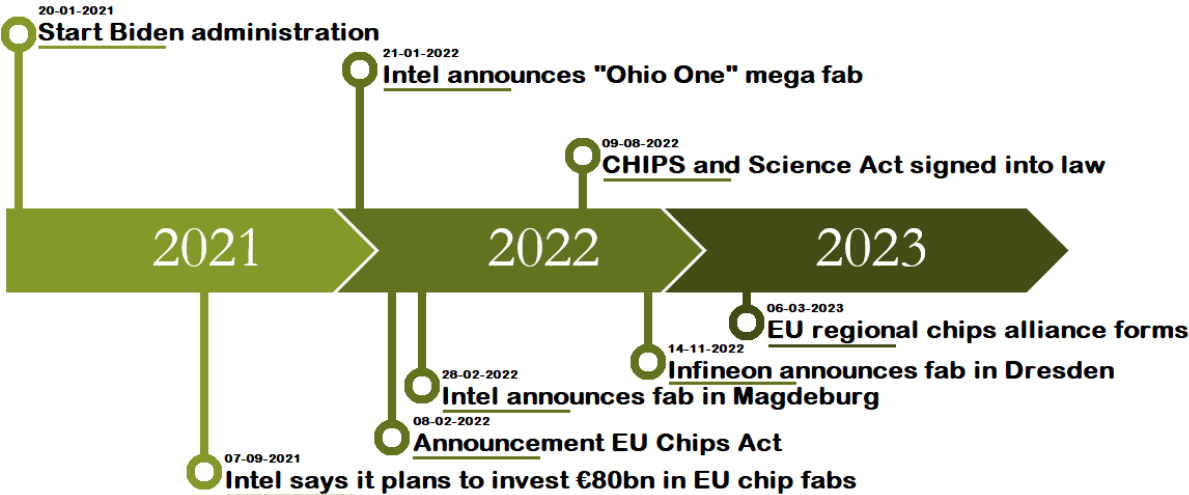 20-01-2021
Start Biden administration
21-01-2022
Intel announces "Ohio One" mega fab
09-08-2022
CHIPS and Science Act signed into law
2021
2022
2023
06-03-2023
EU regional chips alliance forms
14-11-2022
Infineon announces fab in Dresden
28-02-2022
Intel announces fab in Magdeburg
08-02-2022
Announcement EU Chips Act
07-09-2021
Intel says it plans to invest €80bn in EU chip fabs